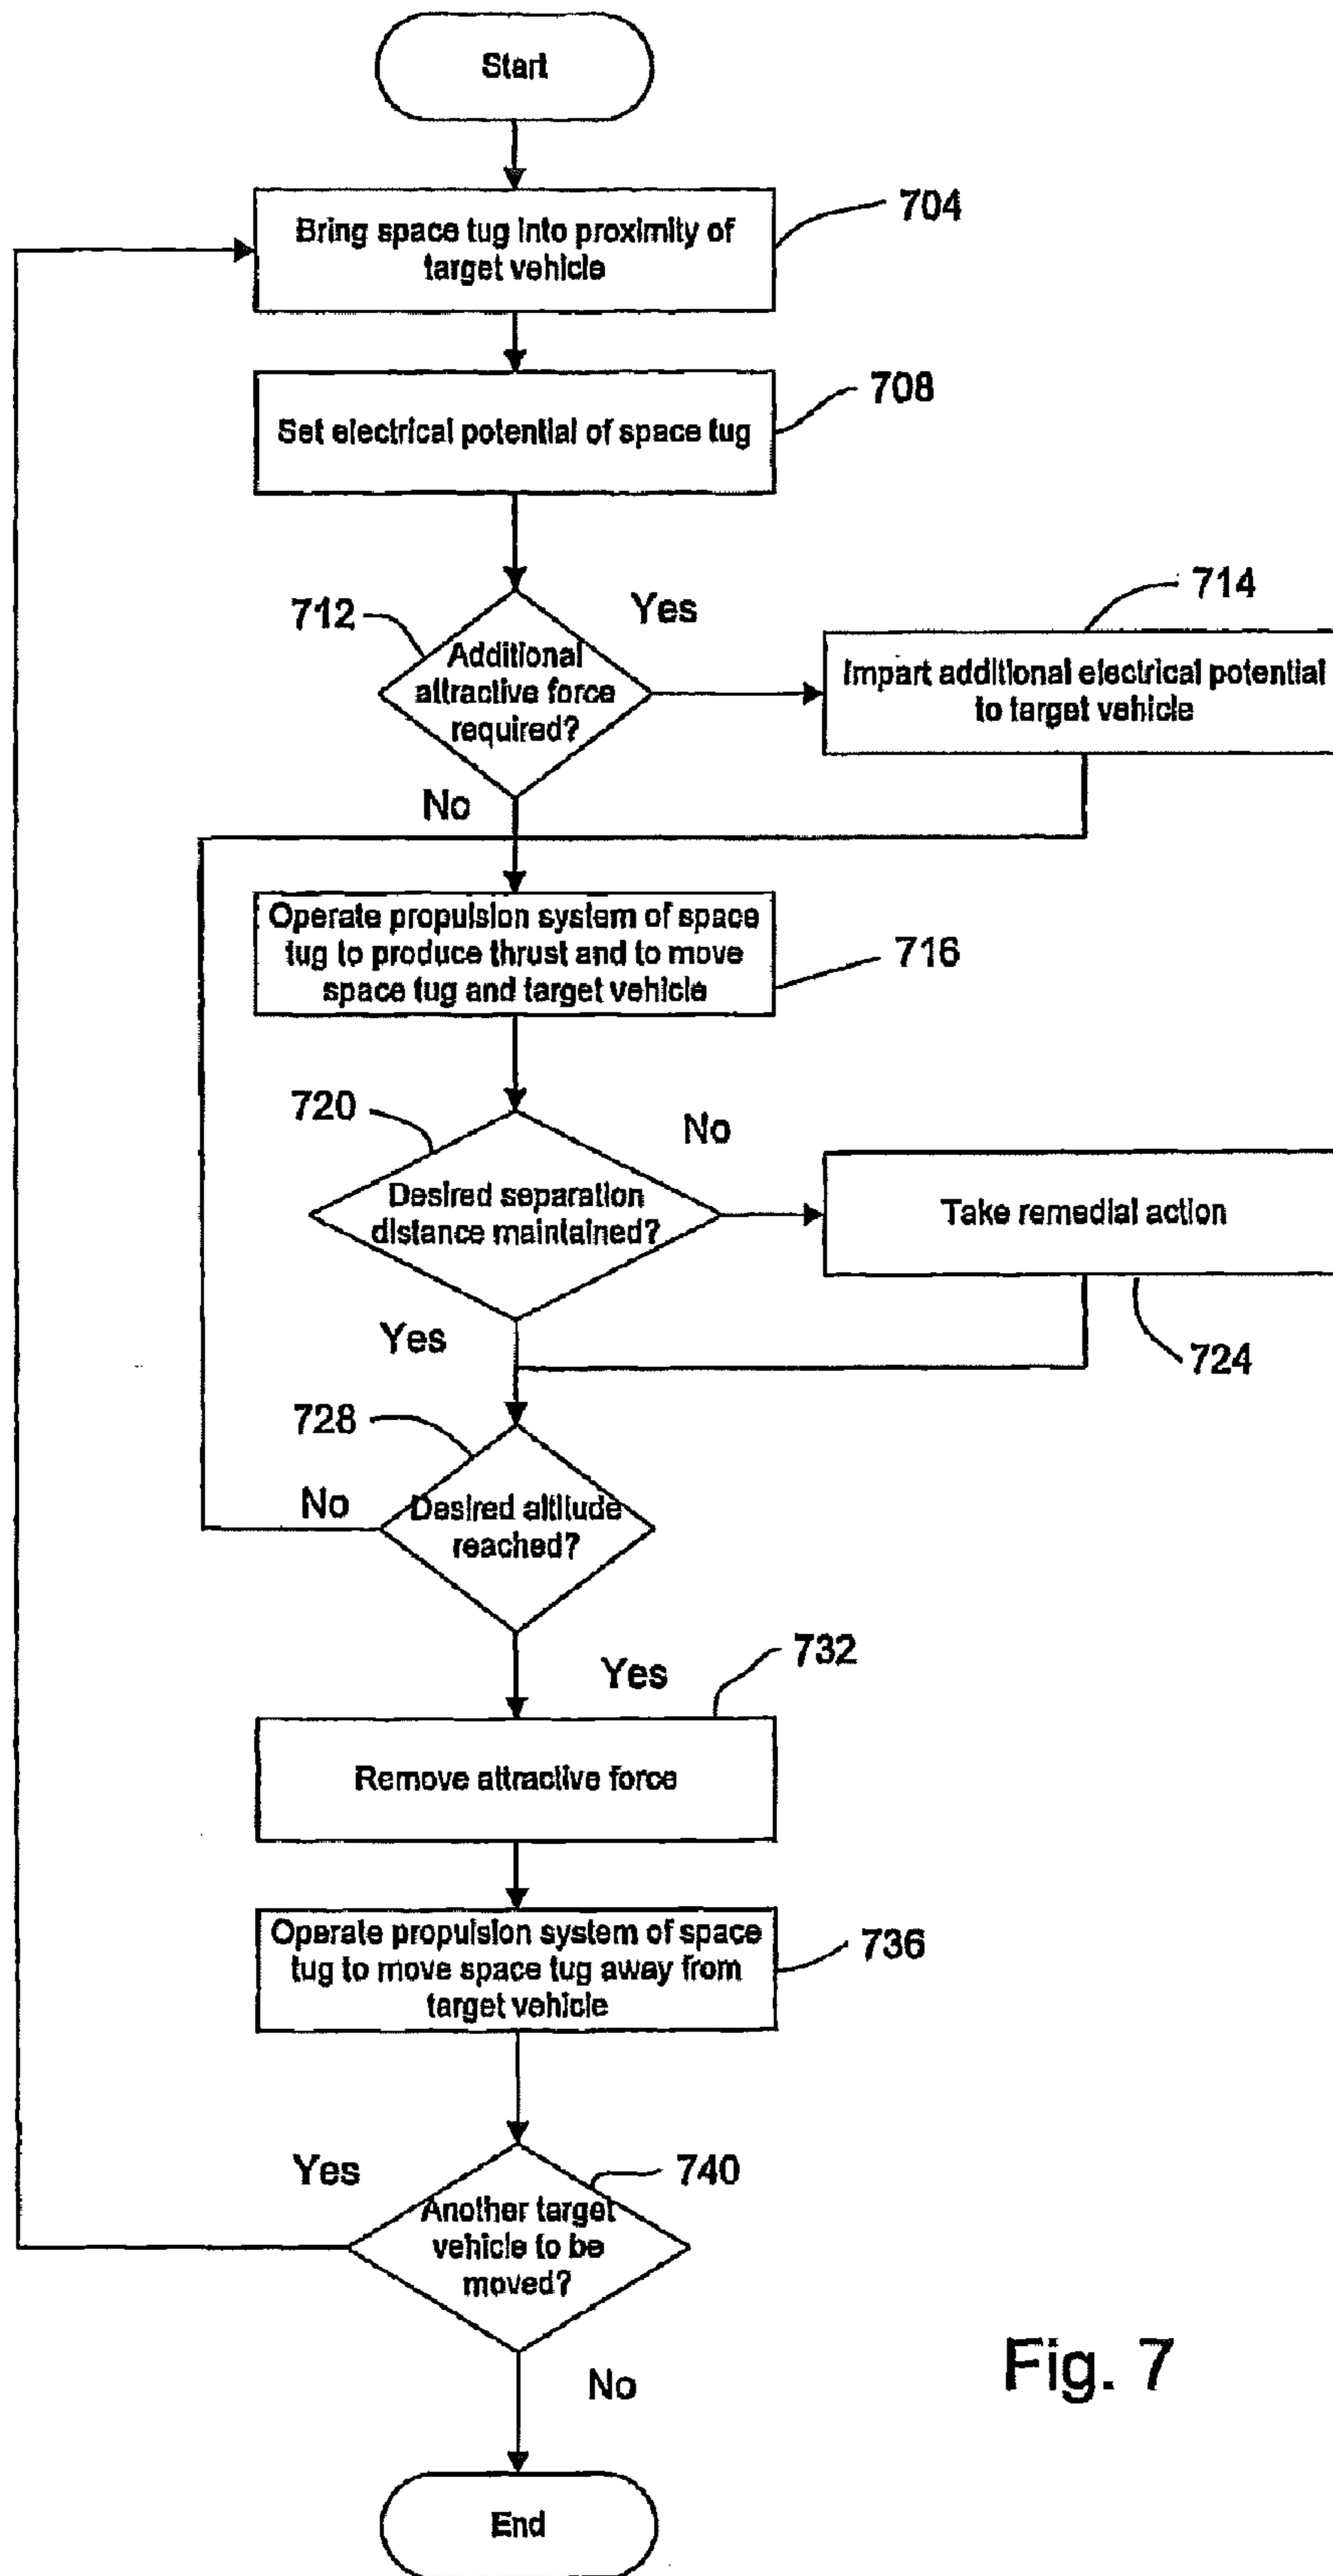 Start
Bring space tug into proximity of
target vehicle
704
Set electrical potential of space tug
708
712
Yes
Additional
attractive force
required?
714
Impart additional electrical potential
to target vehicle
No
Operate propulsion system of space
tug to produce thrust and to move
space tug and target vehicle
716
720
No
Desired separation
distance maintained?
Take remedial action
Yes
724
728
No
Desired altitude
reached?
Yes
732
Remove attractive force
Operate propulsion system of space
tug to move space tug away from
target vehicle
736
Yes
740
Another target
vehicle to be
moved?
No
Fig. 7
End